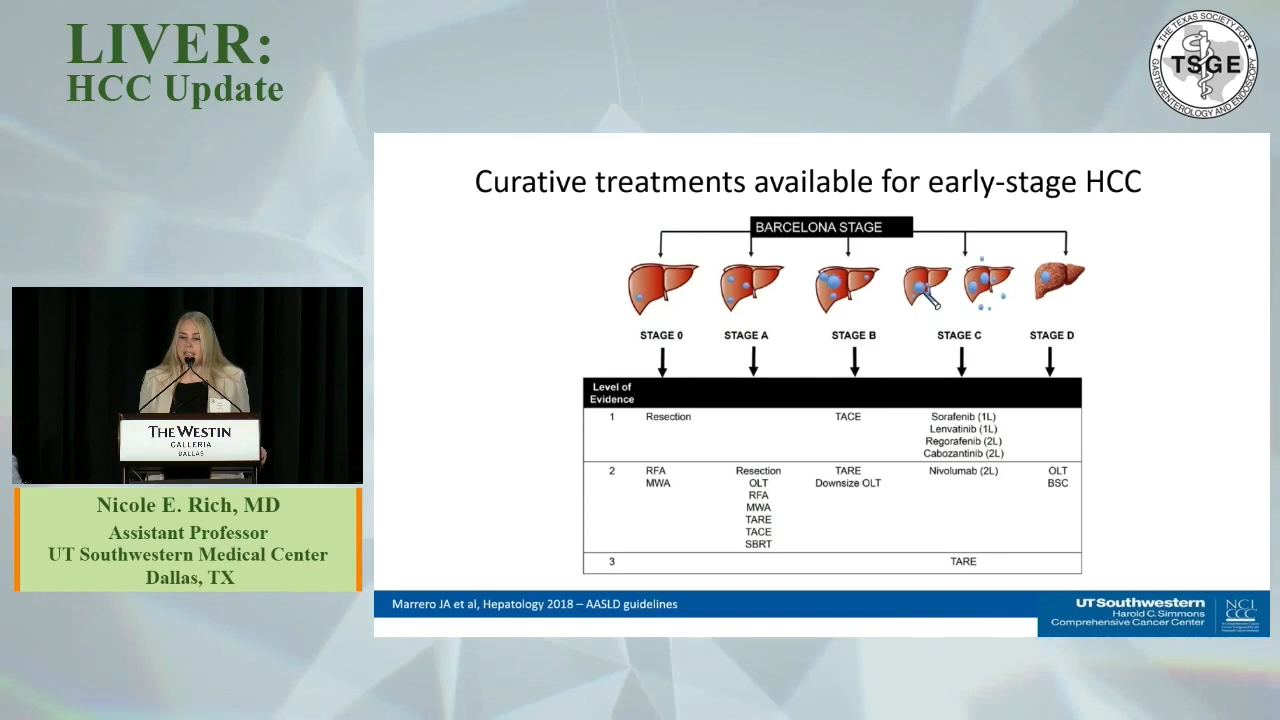 LIVER:
HCC Update
THE TEXAS SOCIETY FOR
GASTROENTEROLOGY AND ENDOSCOPY
TSGE
Curative treatments available for early-stage HCC
BARCELONA STAGE
STAGE 0 STAGE A STAGE B STAGE C STAGE D
Level of
Evidence
1 Resection TACE Sorafenib (1L)
Lenvatinib (1L)
Regorafenib (2L)
Cabozantinib (2L)
2 RFA Resection TARE Nivolumab (2L) OLT
MWA OLT Downsize OLT BSC
RFA
MWA
TARE
TACE
SBRT
3 TARE
Marrero JA et al, Hepatology 2018 – AASLD guidelines
UTSouthwestern
Harold C. Simmons
Comprehensive Cancer Center
NCI
CCC
THE WESTIN
GALLERIA
DALLAS
Nicole E. Rich, MD
Assistant Professor
UT Southwestern Medical Center
Dallas, TX